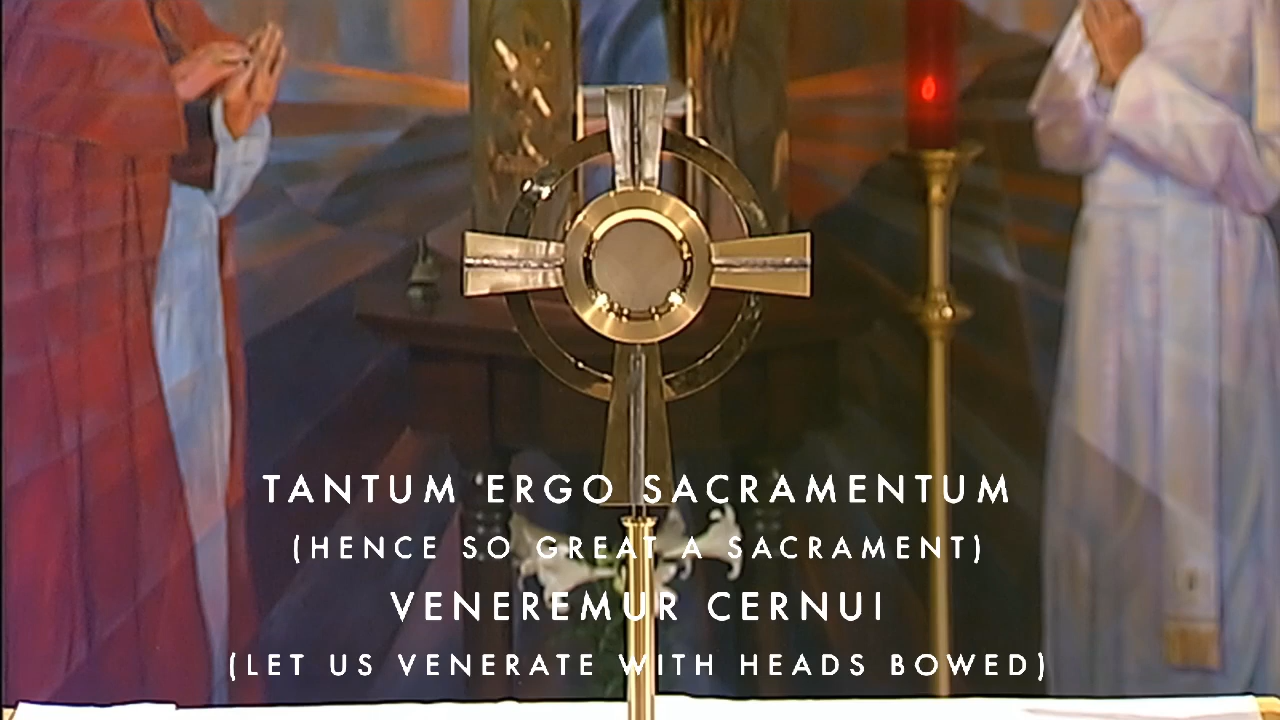 TANTUM ERGO SACRAMENTUM
(HENCE SO GREAT A SACRAMENT)
VENEREMUR CERNUI
(LET US VENERATE WITH HEADS BOWED)